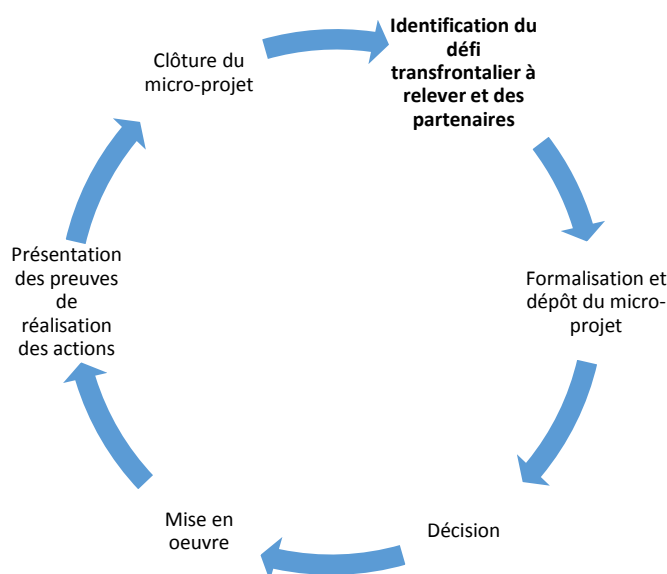 Identification du
défi
transfrontalier à
relever et des
partenaires
Formalisation et
dépôt du micro-
projet
Décision
Mise en
oeuvre
Présentation
des preuves
de
réalisation
des actions
Clôture du
micro-projet